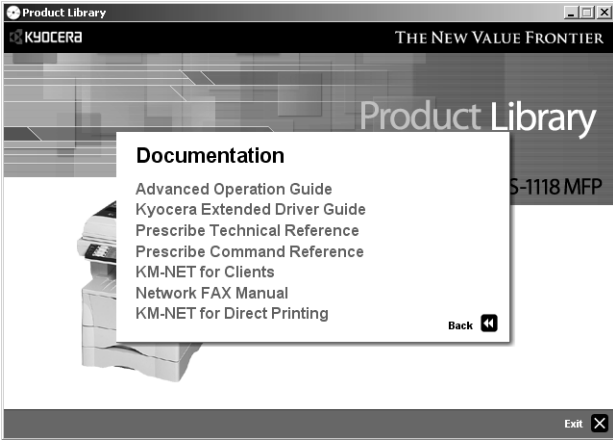 Product Library
KYOCERA
THE NEW VALUE FRONTIER
Product Library
S-1118 MFP
Documentation
Advanced Operation Guide
Kyocera Extended Driver Guide
Prescribe Technical Reference
Prescribe Command Reference
KM-NET for Clients
Network FAX Manual
KM-NET for Direct Printing
Back
Exit